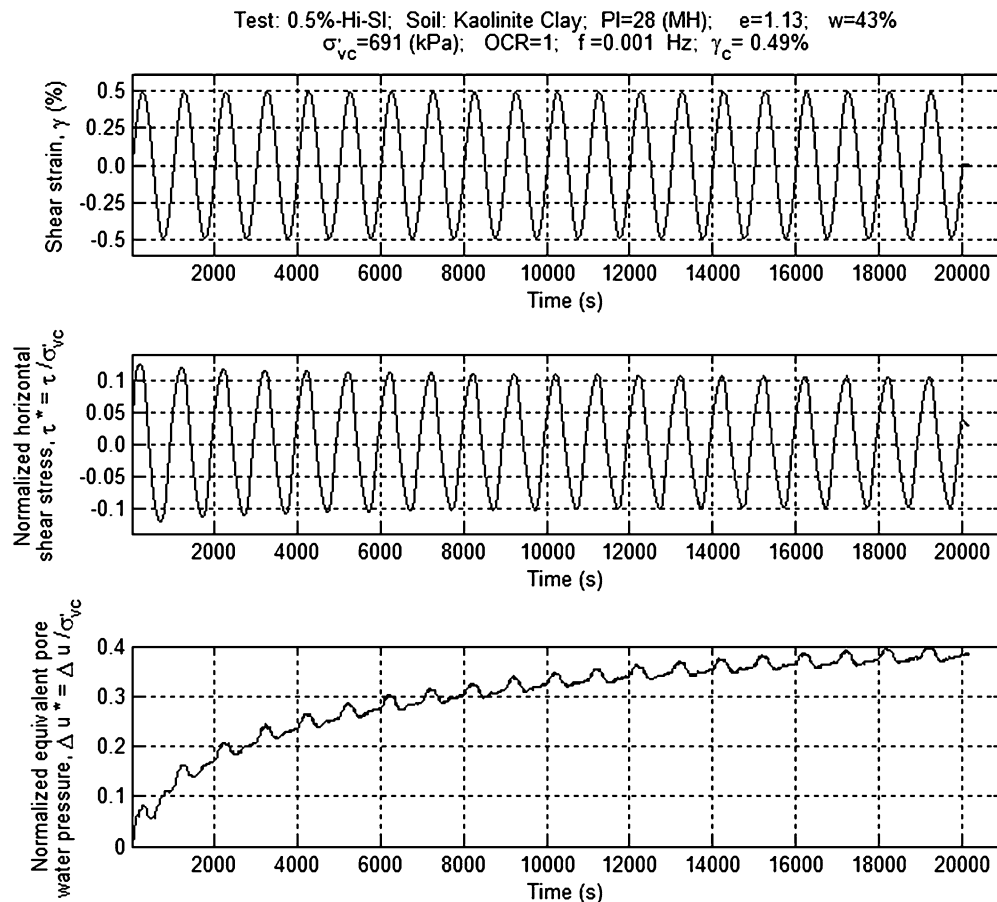 Test: 0.5%-Hi-Sl; Soil: Kaolinite Clay; PI=28 (MH); e=1.13; w=43%
σ'vc=691 (kPa); OCR=1; f =0.001 Hz; γc= 0.49%
Shear strain, γ (%)
0.5
0.25
0.0
-0.25
-0.5
2000 4000 6000 8000 10000 12000 14000 16000 18000 20000
Time (s)
Normalized horizontal
shear stress, τ* = τ /σ'vc
0.1
0.05
0.0
-0.05
-0.1
2000 4000 6000 8000 10000 12000 14000 16000 18000 20000
Time (s)
Normalized equivalent pore
water pressure, Δ u* = Δ u /σ'vc
0.4
0.3
0.2
0.1
0
2000 4000 6000 8000 10000 12000 14000 16000 18000 20000
Time (s)